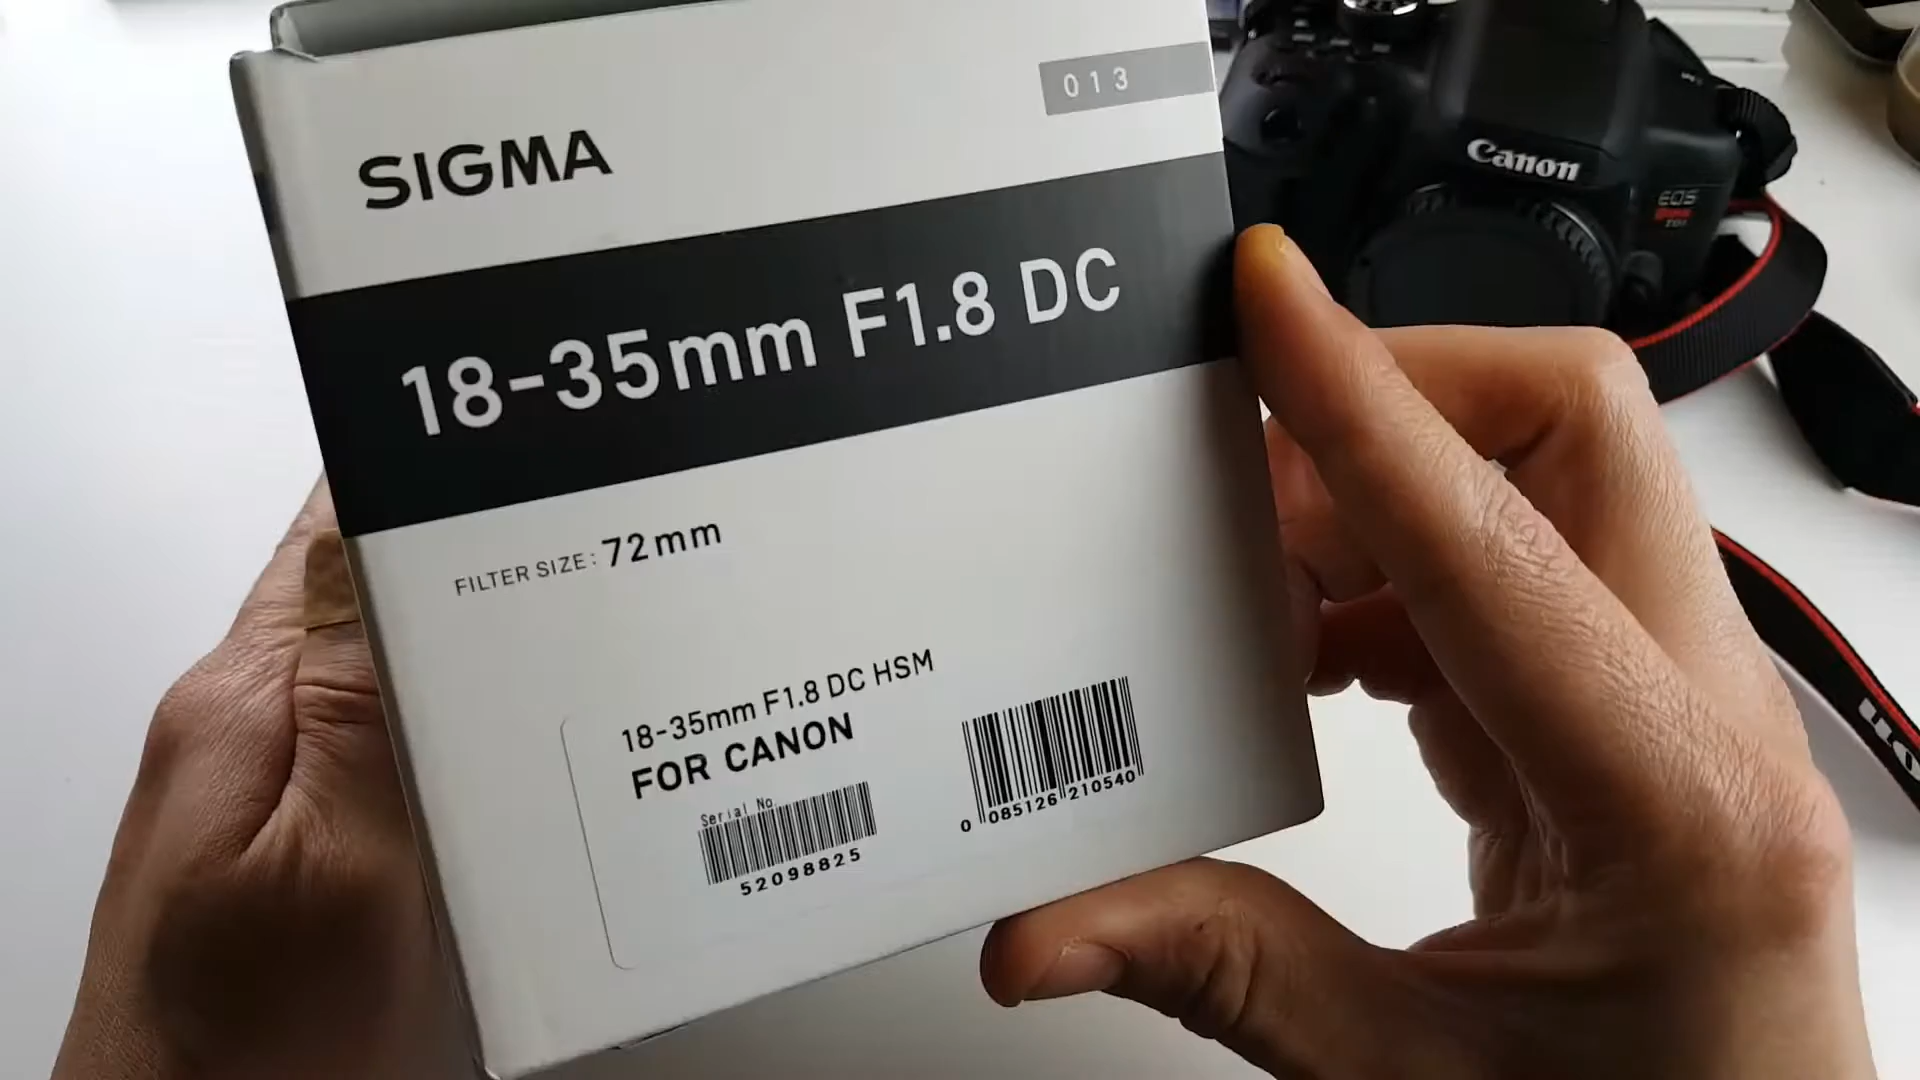 013
SIGMA
18-35mm F1.8 DC
FILTER SIZE: 72mm
18-35mm F1.8 DC HSM
FOR CANON
Serial No.
52098825
0 085126 210540
Canon
EOS